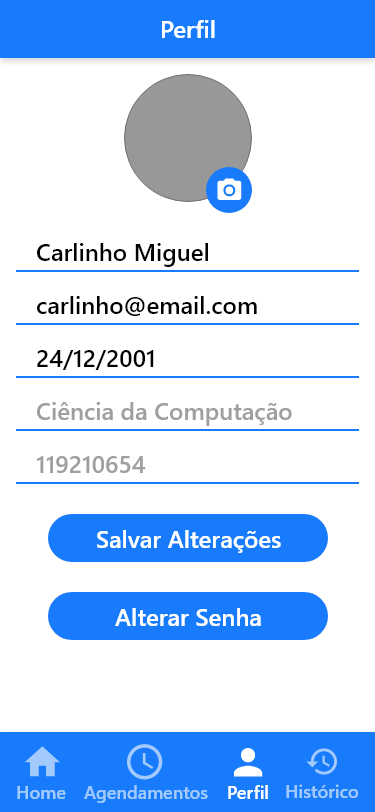 Perfil
Carlinho Miguel
carlinho@email.com
24/12/2001
Ciência da Computação
119210654
Salvar Alterações
Alterar Senha
Home Agendamentos Perfil Histórico